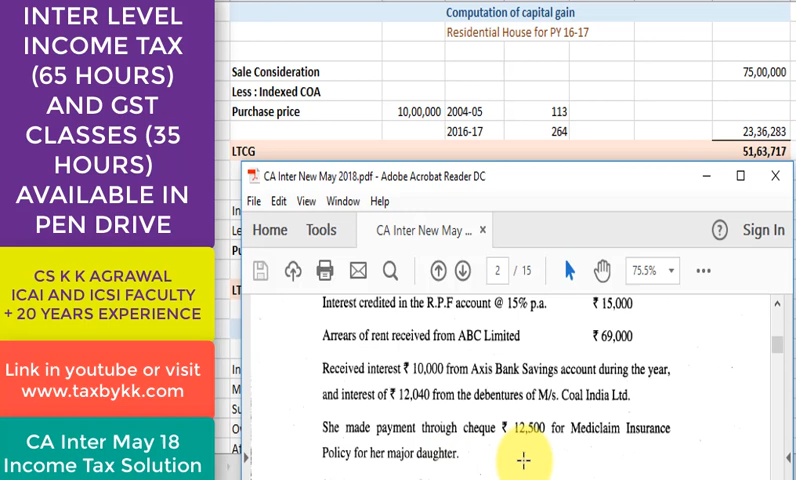 INTER LEVEL
INCOME TAX
(65 HOURS)
AND GST
CLASSES (35
HOURS)
AVAILABLE IN
PEN DRIVE
CS K K AGRAWAL
ICAI AND ICSI FACULTY
+ 20 YEARS EXPERIENCE
Link in youtube or visit
www.taxbykk.com
CA Inter May 18
Income Tax Solution
Computation of capital gain
Residential House for PY 16-17
Sale Consideration 75,00,000
Less : Indexed COA
Purchase price 10,00,000 2004-05 113
2016-17 264 23,36,283
LTCG 51,63,717
CA Inter New May 2018.pdf - Adobe Acrobat Reader DC
File Edit View Window Help
Home Tools CA Inter New May ... × ? Sign In
2 / 15 75.5%
Interest credited in the R.P.F account @ 15% p.a. ₹ 15,000
Arrears of rent received from ABC Limited ₹ 69,000
Received interest ₹ 10,000 from Axis Bank Savings account during the year,
and interest of ₹ 12,040 from the debentures of M/s. Coal India Ltd.
She made payment through cheque ₹ 12,500 for Mediclaim Insurance
Policy for her major daughter.